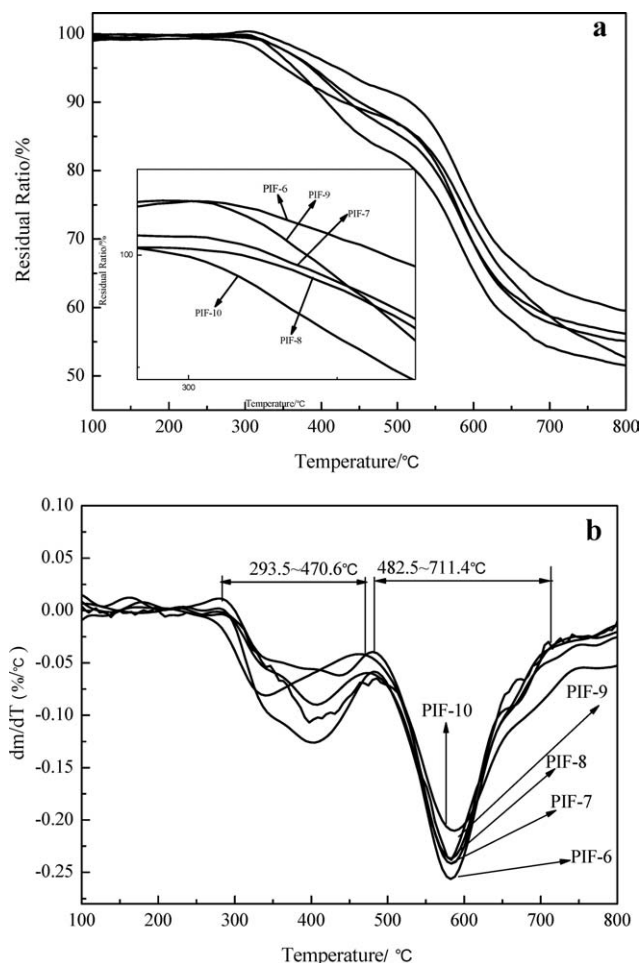 a
100
90
80
70
60
50
Residual Ratio/%
PIF-6
PIF-9
PIF-7
100
Residual Ratio/%
PIF-10
PIF-8
300
Temperature/℃
100 200 300 400 500 600 700 800
Temperature/℃
b
0.10
0.05
0.00
-0.05
-0.10
-0.15
-0.20
-0.25
dm/dT (%/℃)
293.5~470.6℃ 482.5~711.4℃
PIF-10
PIF-9
PIF-8
PIF-7
PIF-6
100 200 300 400 500 600 700 800
Temperature/ ℃